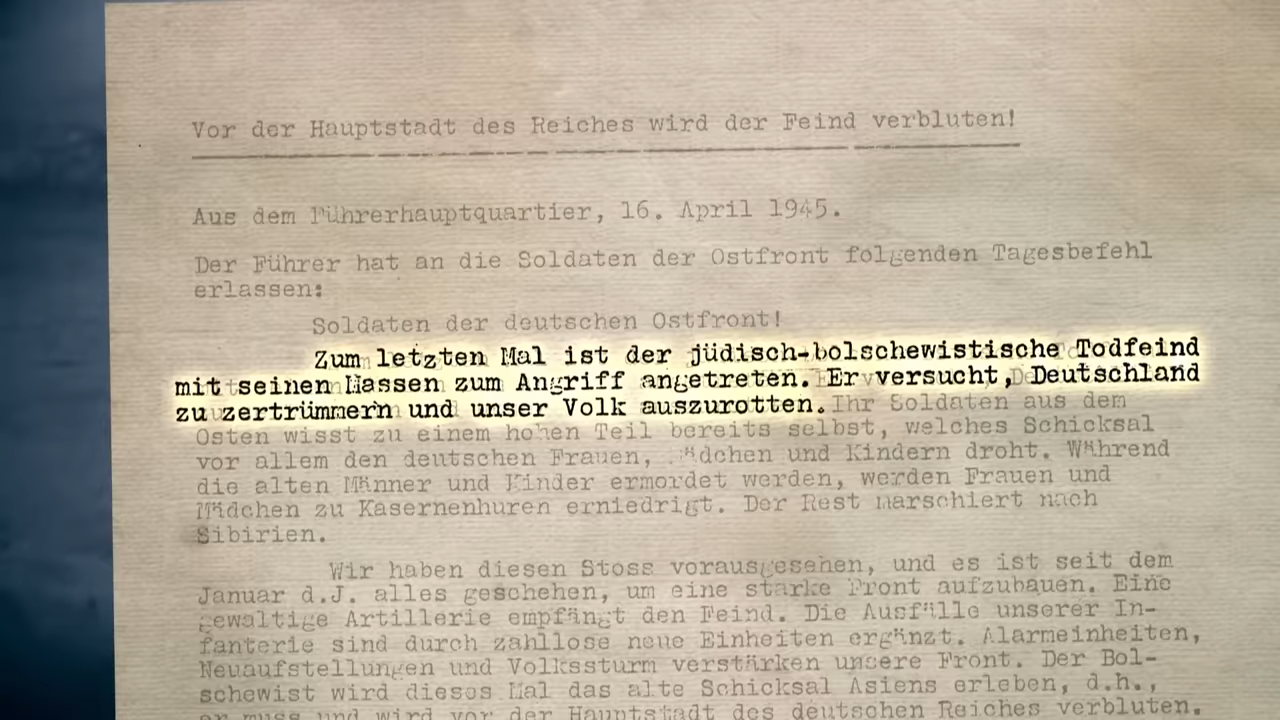 Vor der Hauptstadt des Reiches wird der Feind verbluten!
Aus dem Führerhauptquartier, 16. April 1945.
Der Führer hat an die Soldaten der Ostfront folgenden Tagesbefehl
erlassen:
Soldaten der deutschen Ostfront!
Zum letzten Mal ist der jüdisch-bolschewistische Todfeind
mit seinen Massen zum Angriff angetreten. Er versucht, Deutschland
zu zertrümmern und unser Volk auszurotten. Ihr Soldaten aus dem
Osten wisst zu einem hohen Teil bereits selbst, welches Schicksal
vor allem den deutschen Frauen, Mädchen und Kindern droht. Während
die alten Männer und Kinder ermordet werden, werden Frauen und
Mädchen zu Kasernenhuren erniedrigt. Der Rest marschiert nach
Sibirien.
Wir haben diesen Stoss vorausgesehen, und es ist seit dem
Januar d.J. alles geschehen, um eine starke Front aufzubauen. Eine
gewaltige Artillerie empfängt den Feind. Die Ausfälle unserer In-
fanterie sind durch zahllose neue Einheiten ergänzt. Alarmeinheiten,
Neuaufstellungen und Volkssturm verstärken unsere Front. Der Bol-
schewist wird dieses Mal das alte Schicksal Asiens erleben, d.h.,
er muss und wird vor der Hauptstadt des deutschen Reiches verbluten.